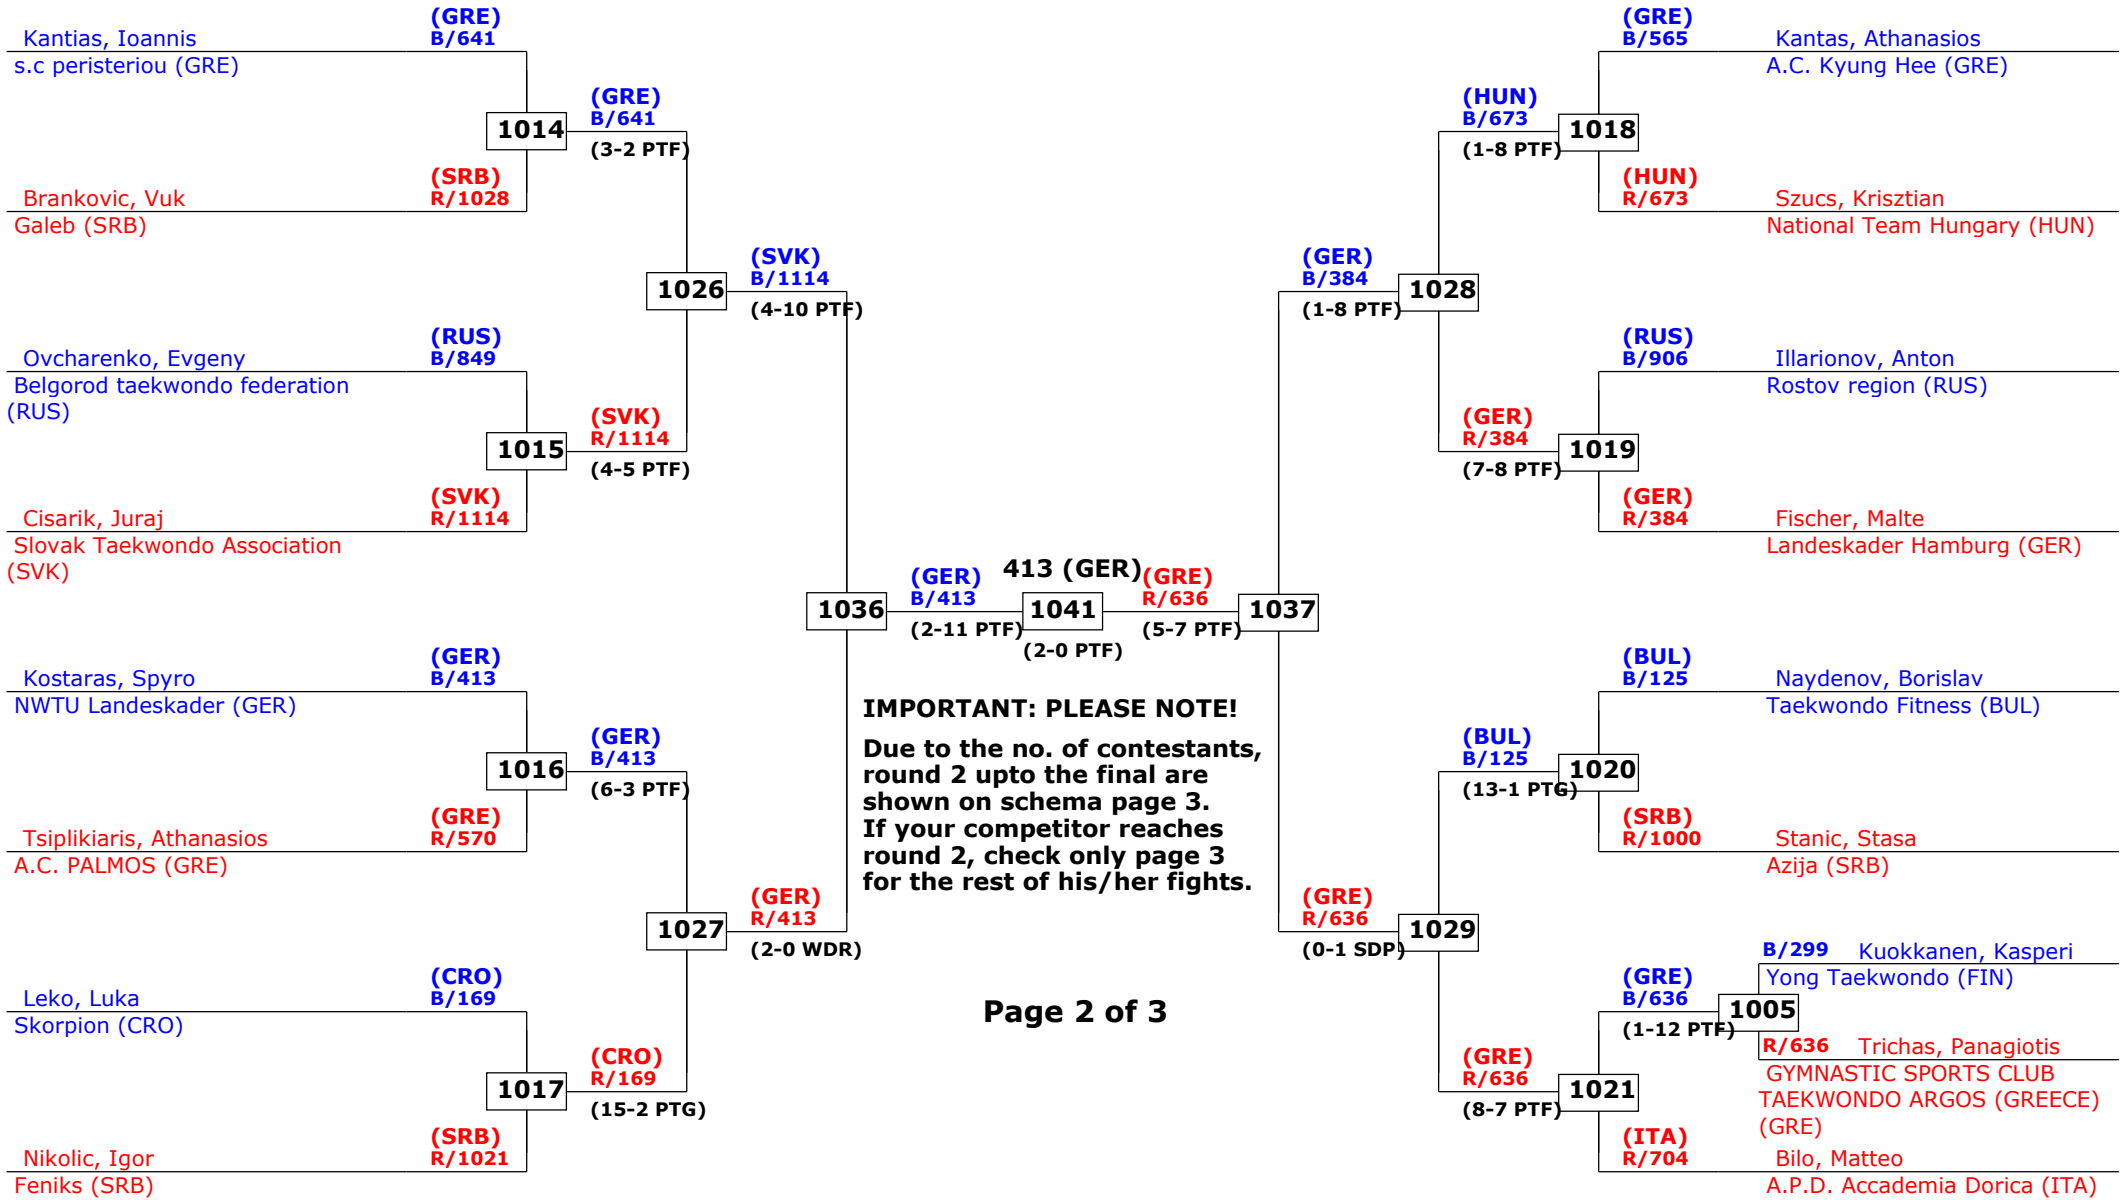 (GRE)
Kantias, Ioannis B/641
s.c peristeriou (GRE)
(GRE)
B/641
1014
(3-2 PTF)
(SRB)
Brankovic, Vuk R/1028
Galeb (SRB)
(SVK)
B/1114
1026
(4-10 PTF)
(RUS)
Ovcharenko, Evgeny B/849
Belgorod taekwondo federation
(RUS)
(SVK)
R/1114
1015
(4-5 PTF)
(SVK)
Cisarik, Juraj R/1114
Slovak Taekwondo Association
(SVK)
(GER)
B/413
1036
(2-11 PTF)
413 (GER)
1041
(2-0 PTF)
(GRE)
R/636
1037
(5-7 PTF)
(GER)
Kostaras, Spyro B/413
NWTU Landeskader (GER)
(GER)
B/413
1016
(6-3 PTF)
(GRE)
Tsiplikiaris, Athanasios R/570
A.C. PALMOS (GRE)
(GER)
R/413
1027
(2-0 WDR)
(CRO)
Leko, Luka B/169
Skorpion (CRO)
(CRO)
R/169
1017
(15-2 PTG)
(SRB)
Nikolic, Igor R/1021
Feniks (SRB)
IMPORTANT: PLEASE NOTE!
Due to the no. of contestants,
round 2 upto the final are
shown on schema page 3.
If your competitor reaches
round 2, check only page 3
for the rest of his/her fights.
Page 2 of 3
(GRE)
B/565 Kantas, Athanasios
A.C. Kyung Hee (GRE)
(HUN)
B/673
1018
(1-8 PTF)
(HUN)
R/673 Szucs, Krisztian
National Team Hungary (HUN)
(GER)
B/384
1028
(1-8 PTF)
(RUS)
B/906 Illarionov, Anton
Rostov region (RUS)
(GER)
R/384
1019
(7-8 PTF)
(GER)
R/384 Fischer, Malte
Landeskader Hamburg (GER)
(BUL)
B/125 Naydenov, Borislav
Taekwondo Fitness (BUL)
(BUL)
B/125
1020
(13-1 PTG)
(SRB)
R/1000 Stanic, Stasa
Azija (SRB)
(GRE)
R/636
1029
(0-1 SDP)
B/299 Kuokkanen, Kasperi
Yong Taekwondo (FIN)
(GRE)
B/636
1005
(1-12 PTF)
R/636 Trichas, Panagiotis
GYMNASTIC SPORTS CLUB
TAEKWONDO ARGOS (GREECE)
(GRE)
(GRE)
R/636
1021
(8-7 PTF)
(ITA)
R/704 Bilo, Matteo
A.P.D. Accademia Dorica (ITA)